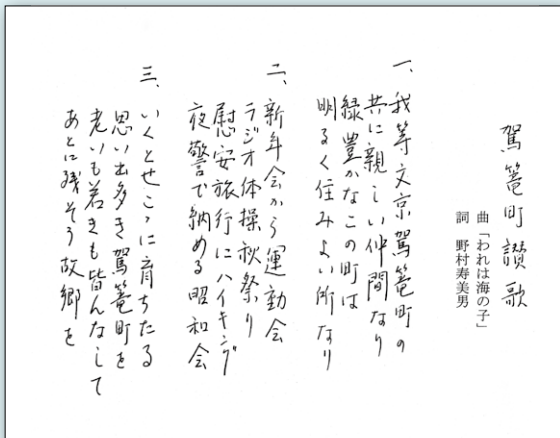 駕篭町讃歌
曲「われは海の子」
詞 野村寿美男
一、我等文京駕篭町の
共に親しい仲間なり
緑豊かなこの町は
明るく住みよい所なり
二、新年会から運動会
ラジオ体操秋祭り
慰安旅行にハイキング
夜警で納める昭和会
三、いくとせこゝに育ちたる
思い出多き駕篭町を
老いも若きも皆んなして
あとに残そう故郷を